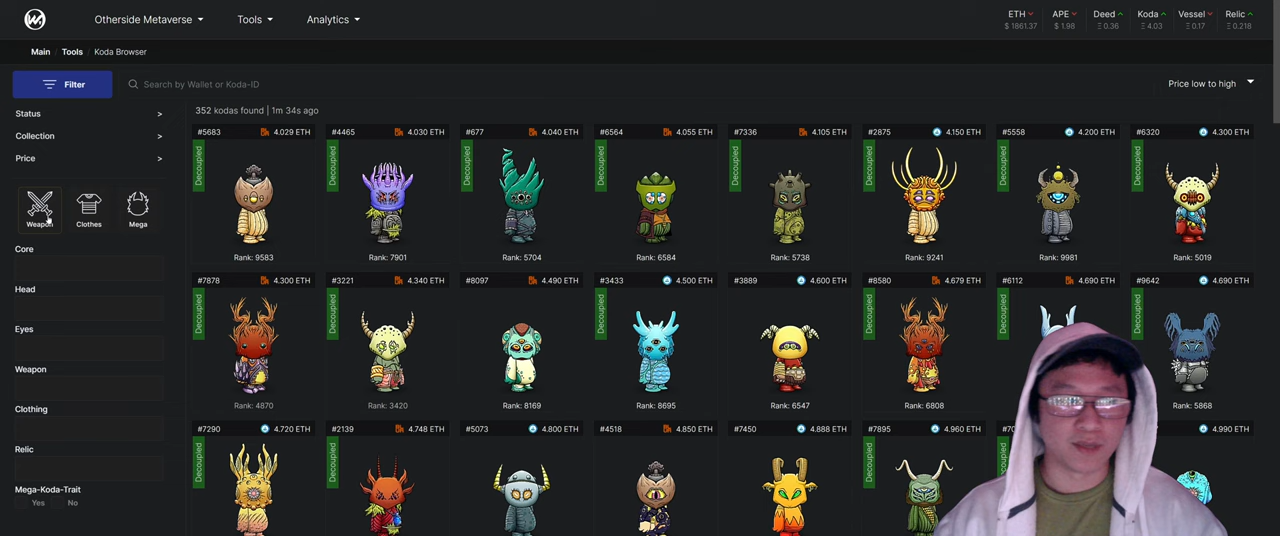 Otherside Metaverse Tools Analytics
ETH APE Deed Koda Vessel Relic
$ 1861.37 $ 1.98 Ξ 0.36 Ξ 4.03 Ξ 0.17 Ξ 0.218
Main / Tools / Koda Browser
Filter
Search by Wallet or Koda-ID
Price low to high
352 kodas found | 1m 34s ago
Status >
Collection >
Price >
Weapon Clothes Mega
Core
Head
Eyes
Weapon
Clothing
Relic
Mega-Koda-Trait
Yes No
#5683 4.029 ETH
Decoupled
Rank: 9583
#4465 4.030 ETH
Decoupled
Rank: 7901
#677 4.040 ETH
Decoupled
Rank: 5704
#6564 4.055 ETH
Decoupled
Rank: 6584
#7336 4.105 ETH
Decoupled
Rank: 5738
#2875 4.150 ETH
Decoupled
Rank: 9241
#5558 4.200 ETH
Decoupled
Rank: 9981
#6320 4.300 ETH
Decoupled
Rank: 5019
#7878 4.300 ETH
Decoupled
Rank: 4870
#3221 4.340 ETH
Decoupled
Rank: 3420
#8097 4.490 ETH
Rank: 8169
#3433 4.500 ETH
Decoupled
Rank: 8695
#3889 4.600 ETH
Rank: 6547
#8580 4.679 ETH
Decoupled
Rank: 6808
#6112 4.690 ETH
Decoupled
#9642 4.690 ETH
Decoupled
Rank: 5868
#7290 4.720 ETH
Decoupled
#2139 4.748 ETH
Decoupled
#5073 4.800 ETH
#4518 4.850 ETH
#7450 4.888 ETH
#7895 4.960 ETH
Decoupled
4.990 ETH